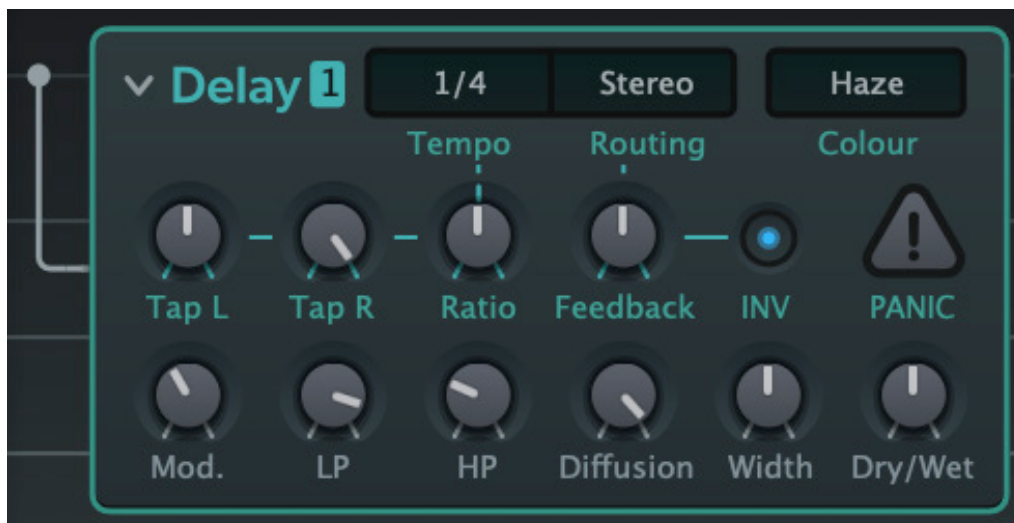 Delay 1 1/4 Stereo Haze
Tempo Routing Colour
Tap L Tap R Ratio Feedback INV PANIC
Mod. LP HP Diffusion Width Dry/Wet